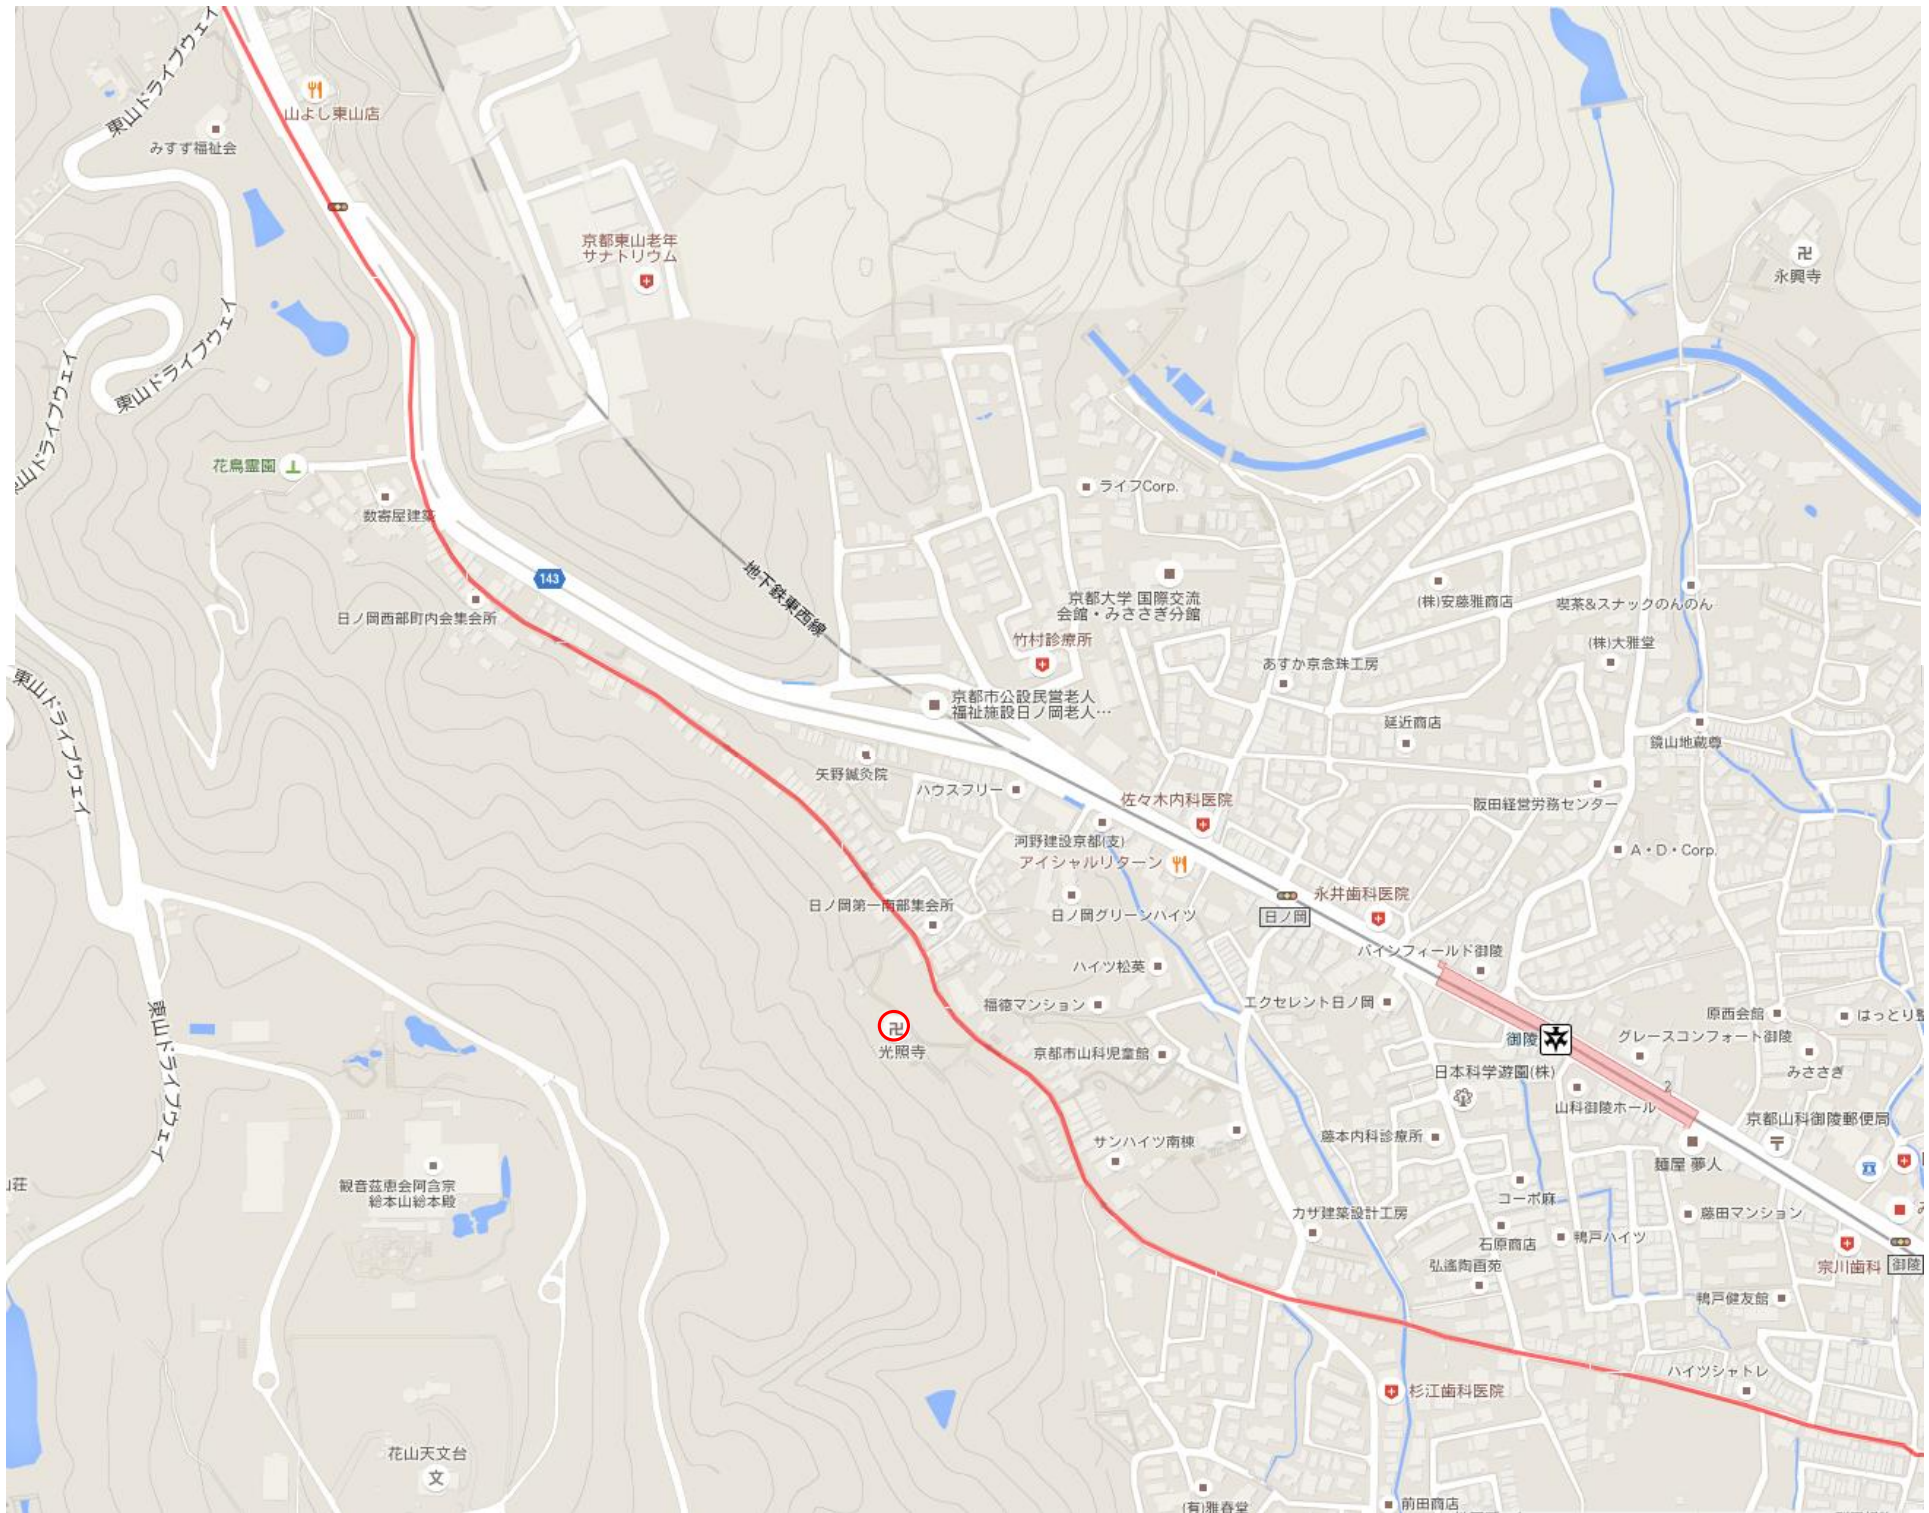 東山ドライブウェイ
山よし東山店
みすず福祉会
京都東山老年
サナトリウム
卍
永興寺
東山ドライブウェイ
東山ドライブウェイ
花鳥霊園
数寄屋建築
ライフCorp.
143
地下鉄東西線
日ノ岡西部町内会集会所
京都大学 国際交流
会館・みささぎ分館
竹村診療所
(株)安藤雅商店
喫茶&スナックのんのん
(株)大雅堂
あすか京念珠工房
東山ドライブウェイ
京都市公設民営老人
福祉施設日ノ岡老人…
延近商店
鏡山地蔵尊
矢野鍼灸院
ハウスフリー
佐々木内科医院
阪田経営労務センター
河野建設京都(支)
アイシャルリターン
A・D・Corp.
日ノ岡第一南部集会所
日ノ岡グリーンハイツ
日ノ岡
永井歯科医院
パインフィールド御陵
ハイツ松英
福徳マンション
エクセレント日ノ岡
原西会館
はっとり整
東山ドライブウェイ
卍
光照寺
京都市山科児童館
御陵
グレースコンフォート御陵
みささぎ
日本科学遊園(株)
2
山科御陵ホール
京都山科御陵郵便局
〒
サンハイツ南棟
藤本内科診療所
麺屋 夢人
山荘
観音慈恵会阿含宗
総本山総本殿
コーポ麻
藤田マンション
カサ建築設計工房
石原商店
鴨戸ハイツ
弘遙陶画苑
宗川歯科
御陵
鴨戸健友館
ハイツシャトレ
杉江歯科医院
花山天文台
文
(有)雅春堂
前田商店